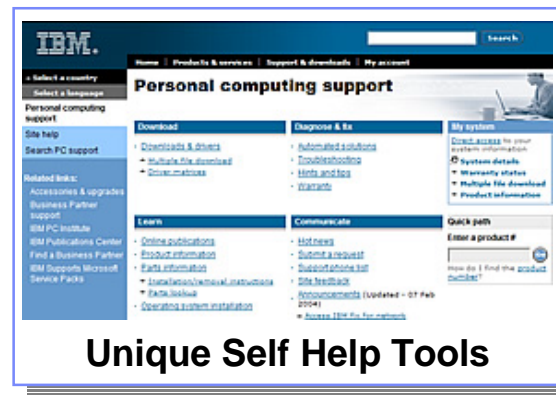 IBM.
Search
Home | Products & services | Support & downloads | My account
Select a country
Select a language
Personal computing support
Site help
Search PC support
Related links:
Accessories & upgrades
Business Partner support
IBM PC Institute
IBM Publications Center
Find a Business Partner
IBM Supports Microsoft Service Packs
Personal computing support
Download
Downloads & drivers
Multiple file download
Driver matrices
Diagnose & fix
Automated solutions
Troubleshooting
Hints and tips
Warranty
My system
Direct access to your
system information
System details
Warranty status
Multiple file download
Product information
Learn
Online publications
Product information
Parts information
Installation/removal instructions
Parts lookup
Operating system installation
Communicate
Hot news
Submit a request
Support phone list
Site feedback
Announcements (Updated - 07 Feb
2004)
Access IBM fix for network
Quick path
Enter a product #
Go
How do I find the product
number?
Unique Self Help Tools